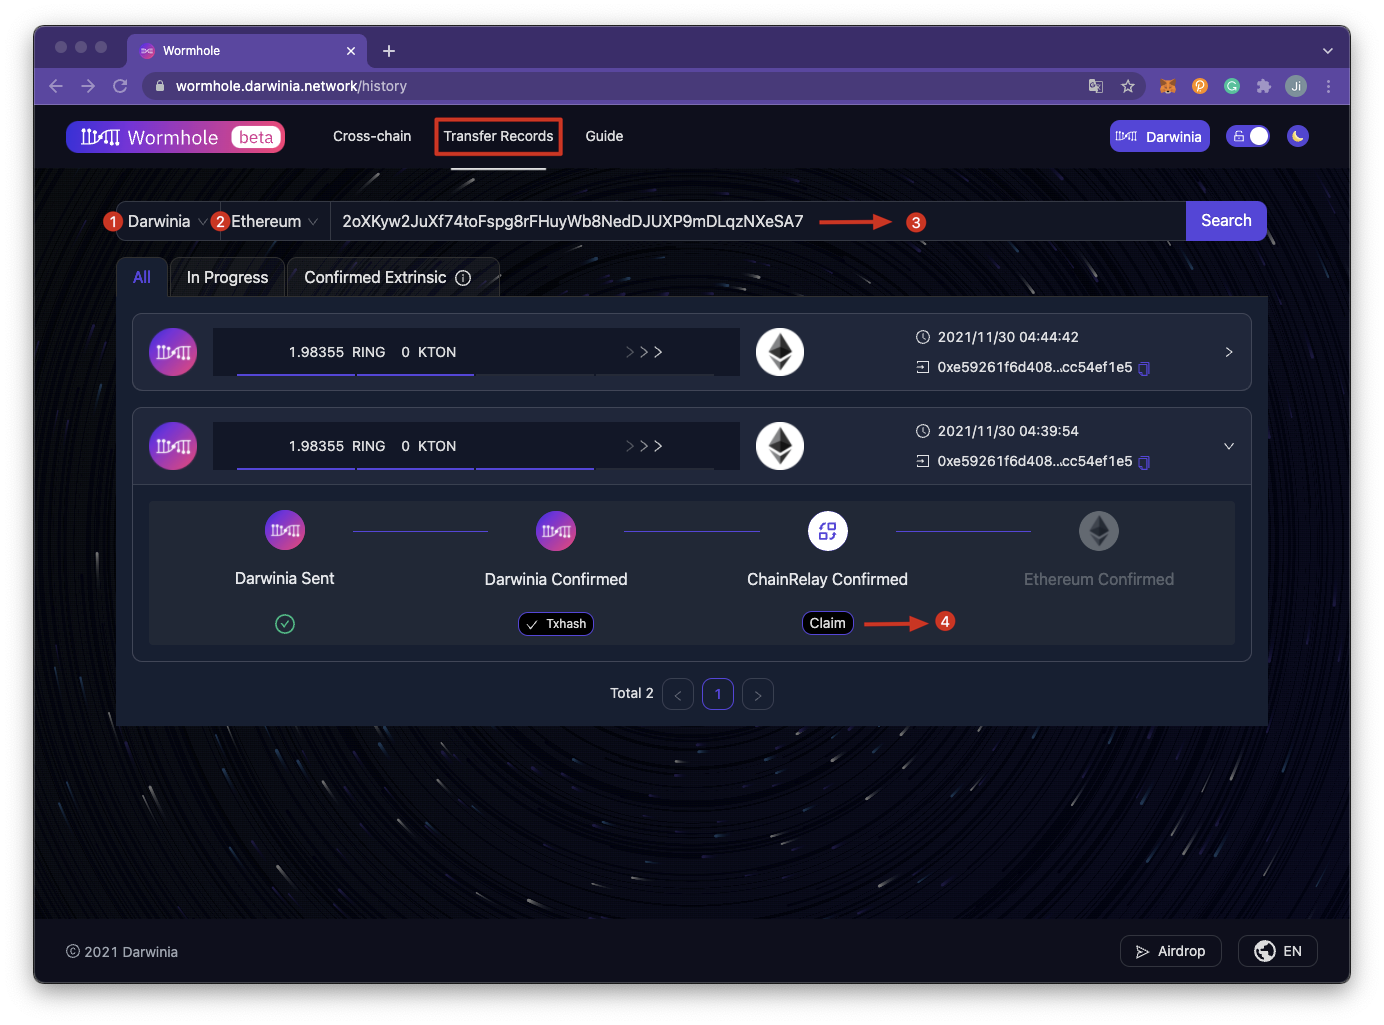 Wormhole
wormhole.darwinia.network/history
Ji
Wormhole beta
Cross-chain
Transfer Records
Guide
Darwinia
1 Darwinia
2 Ethereum
2oXKyw2JuXf74toFspg8rFHuyWb8NedDJUXP9mDLqzNXeSA7
3
Search
All
In Progress
Confirmed Extrinsic
1.98355 RING 0 KTON
2021/11/30 04:44:42
0xe59261f6d408...cc54ef1e5
1.98355 RING 0 KTON
2021/11/30 04:39:54
0xe59261f6d408...cc54ef1e5
Darwinia Sent
Darwinia Confirmed
ChainRelay Confirmed
Ethereum Confirmed
Txhash
Claim
4
Total 2 < 1 >
© 2021 Darwinia
Airdrop
EN